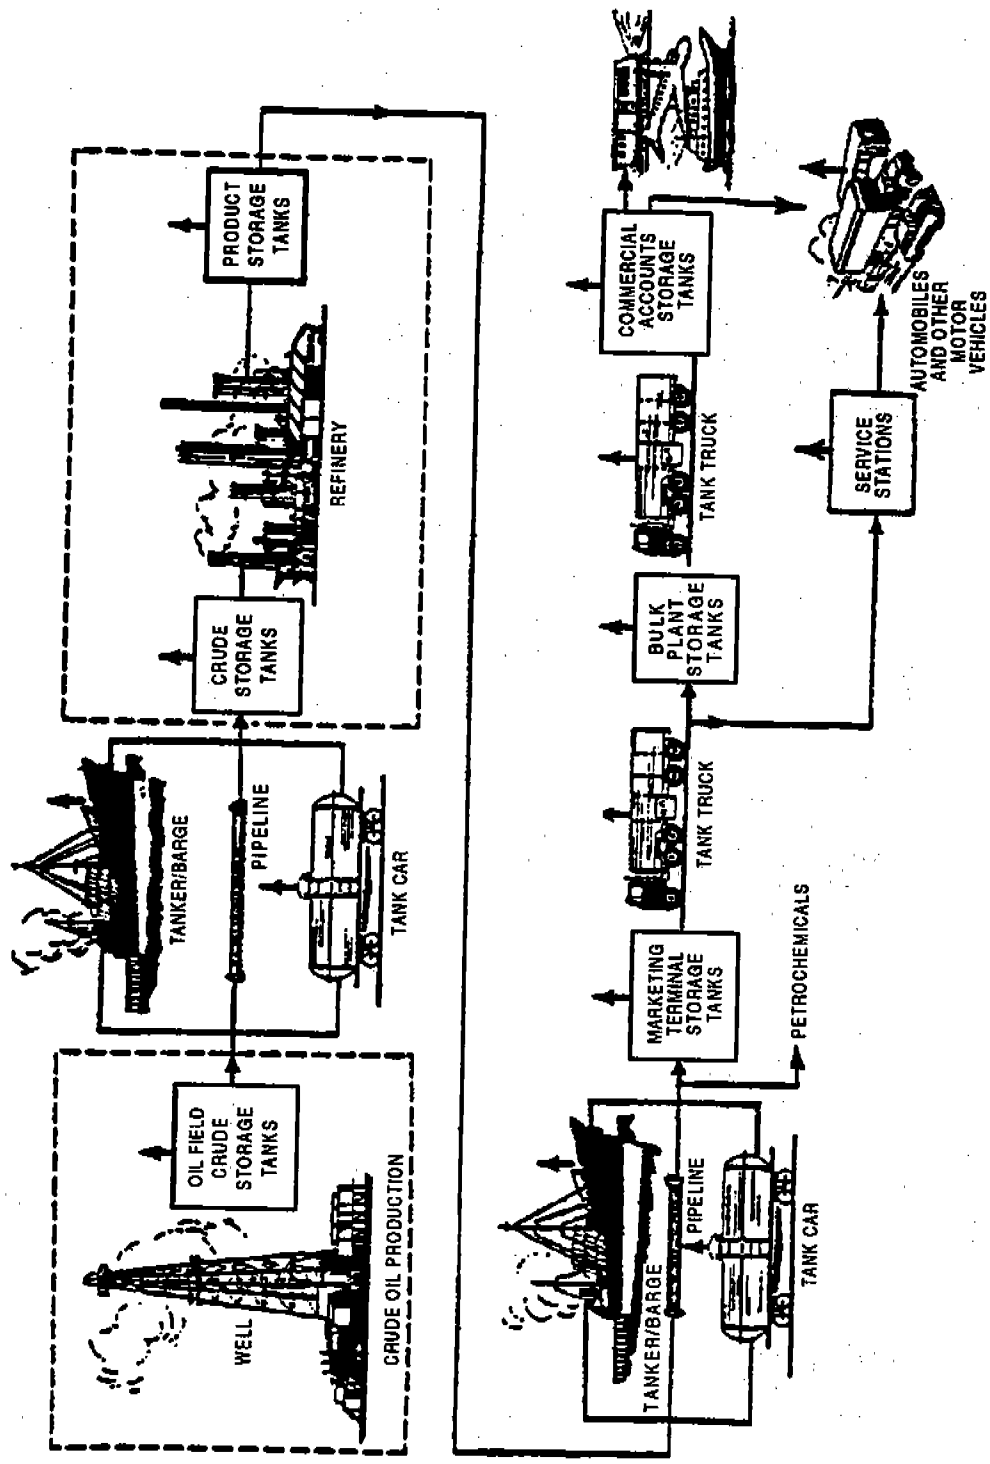 WELL
OIL FIELD
CRUDE
STORAGE
TANKS
CRUDE OIL PRODUCTION
TANKER/BARGE
PIPELINE
TANK CAR
CRUDE
STORAGE
TANKS
REFINERY
PRODUCT
STORAGE
TANKS
TANKER/BARGE
PIPELINE
TANK CAR
PETROCHEMICALS
MARKETING
TERMINAL
STORAGE
TANKS
TANK TRUCK
BULK
PLANT
STORAGE
TANKS
TANK TRUCK
COMMERCIAL
ACCOUNTS
STORAGE
TANKS
SERVICE
STATIONS
AUTOMOBILES
AND OTHER
MOTOR
VEHICLES